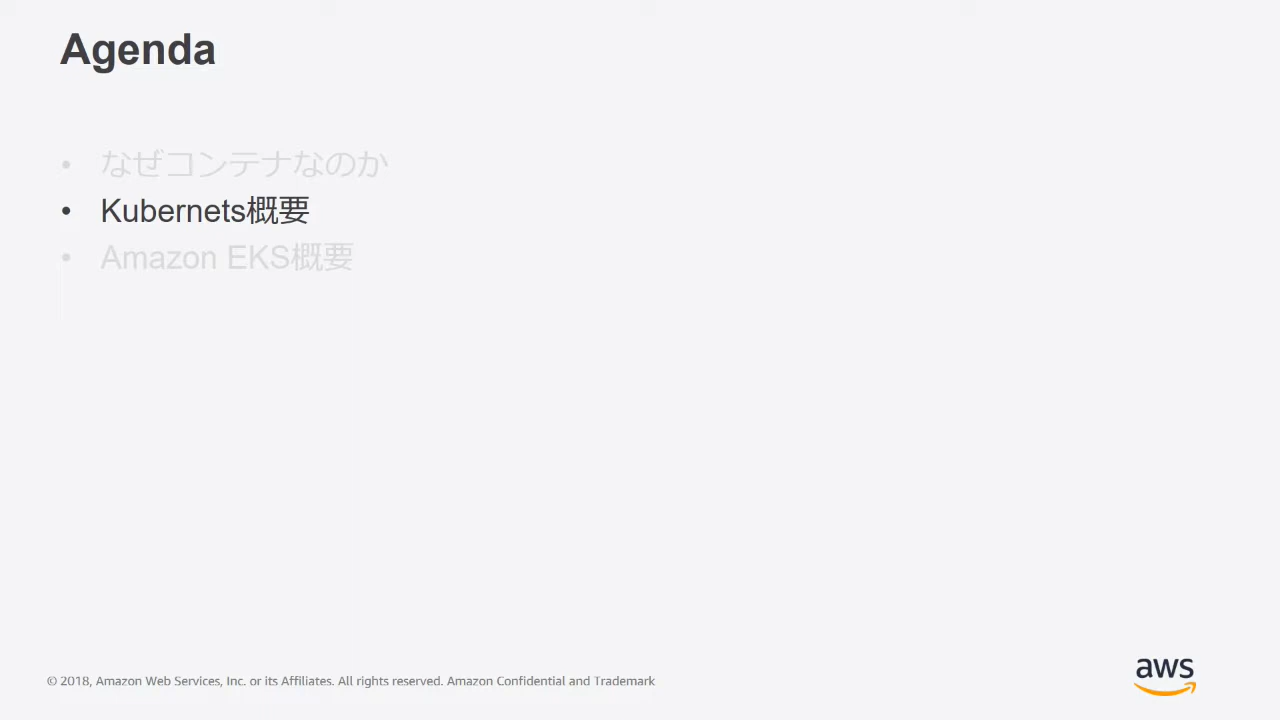 Agenda
• なぜコンテナなのか
• Kubernets概要
• Amazon EKS概要
© 2018, Amazon Web Services, Inc. or its Affiliates. All rights reserved. Amazon Confidential and Trademark
aws